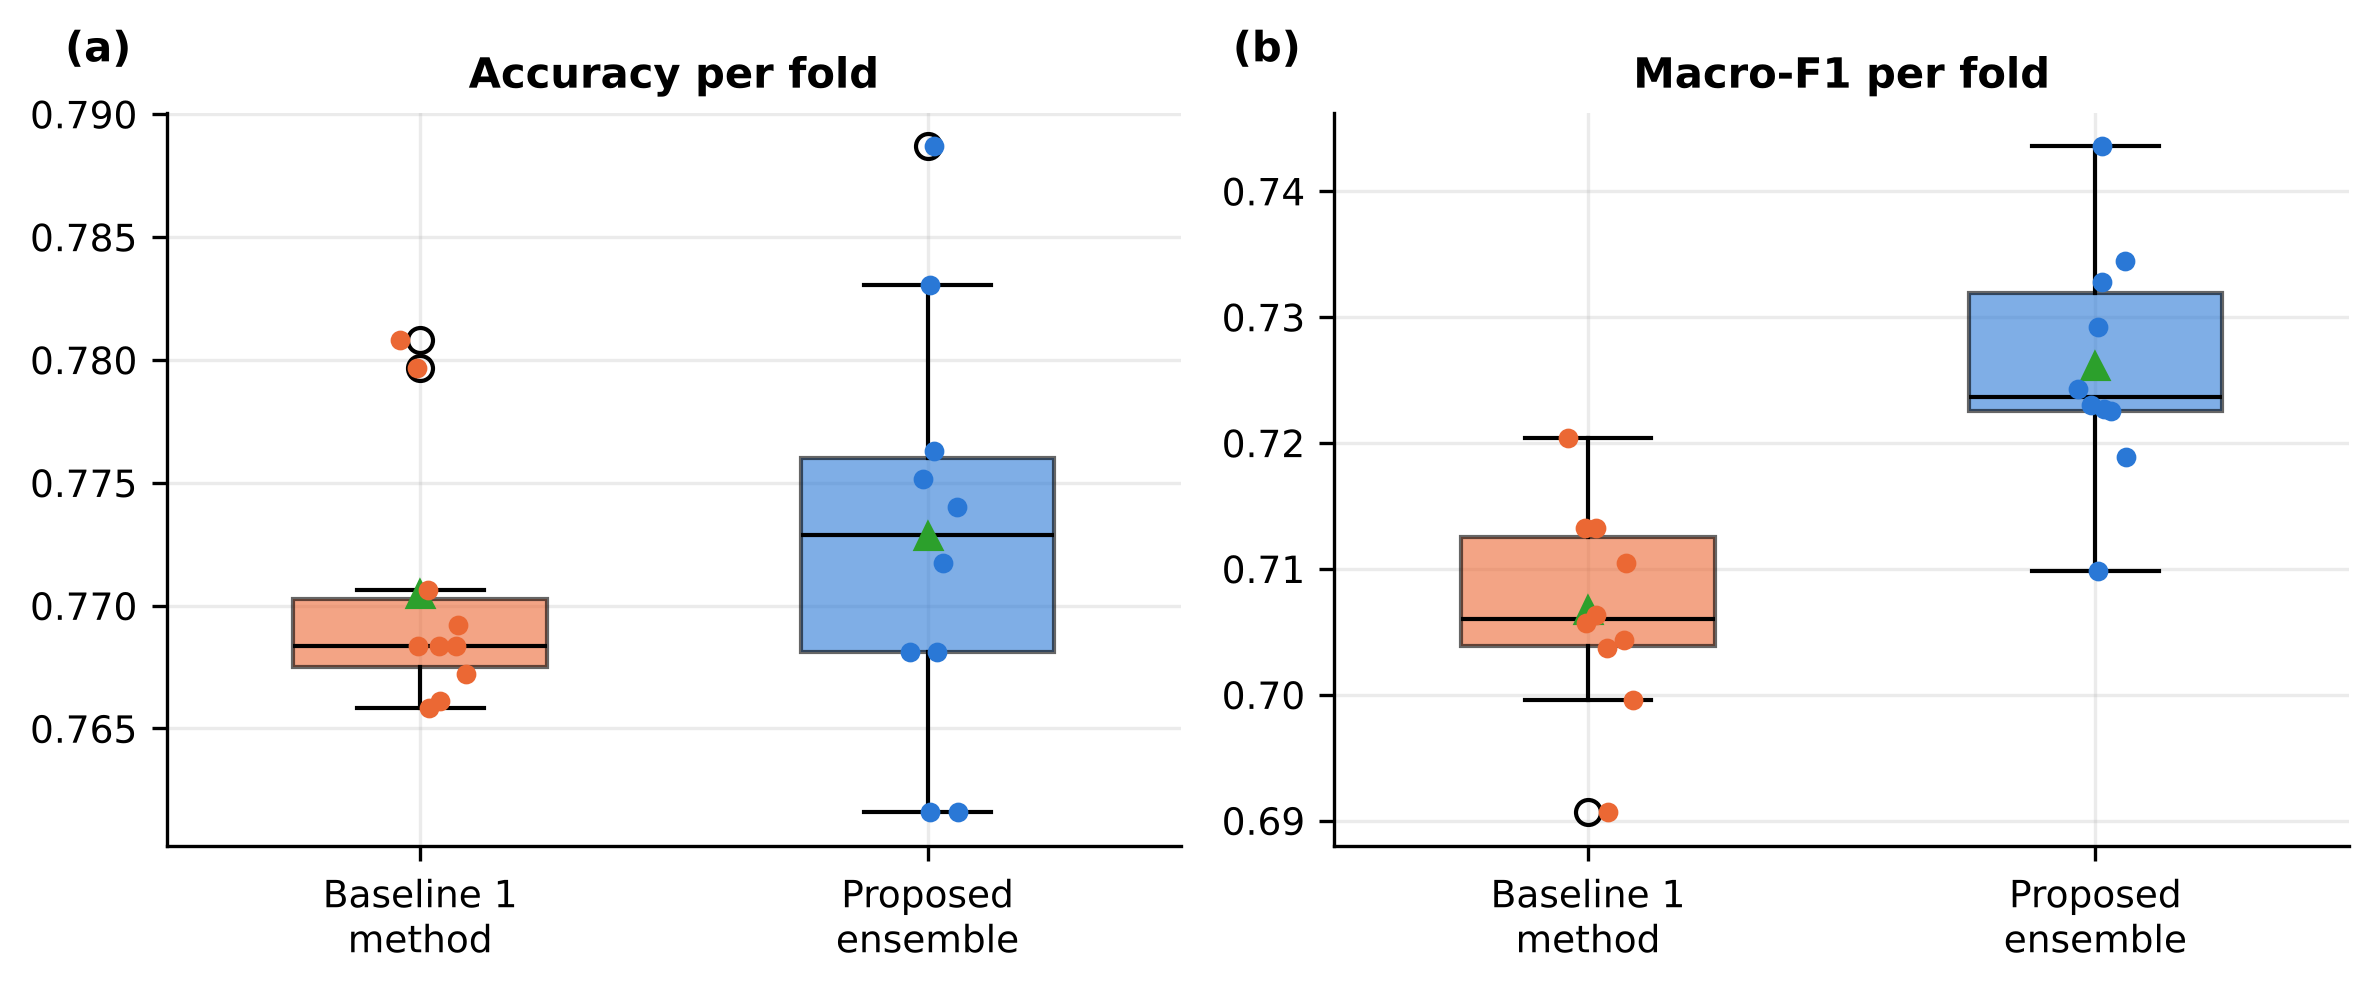 (a)
Accuracy per fold
0.790
0.785
0.780
0.775
0.770
0.765
Baseline 1
method
Proposed
ensemble
(b)
Macro-F1 per fold
0.74
0.73
0.72
0.71
0.70
0.69
Baseline 1
method
Proposed
ensemble